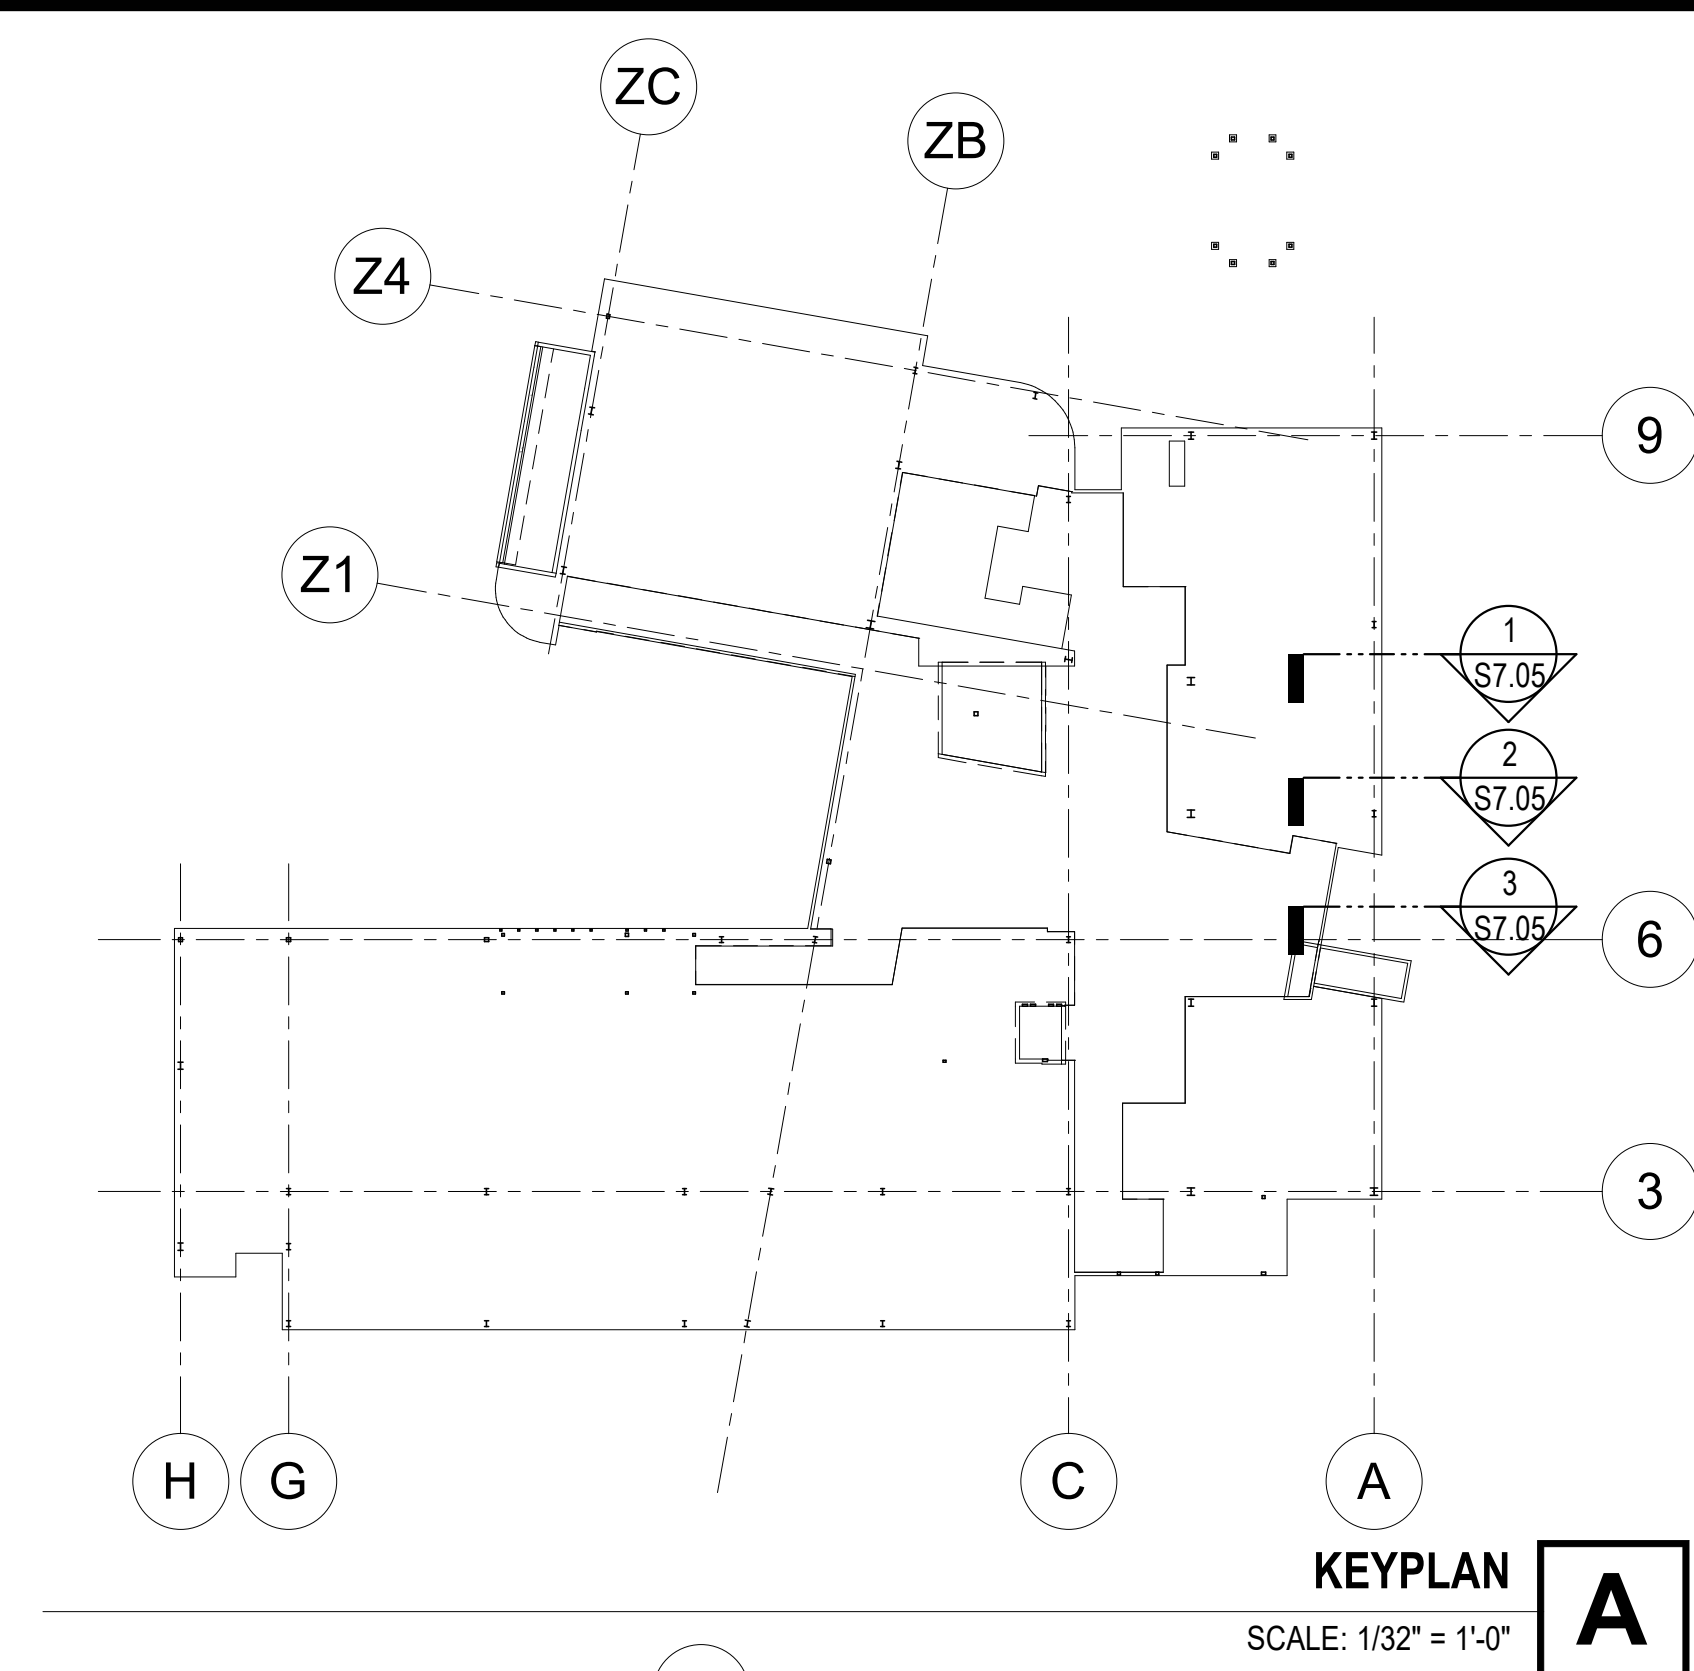 ZC
ZB
Z4
9
Z1
1
S7.05
2
S7.05
3
S7.05
6
3
H
G
C
A
KEYPLAN
A
SCALE: 1/32" = 1'-0"